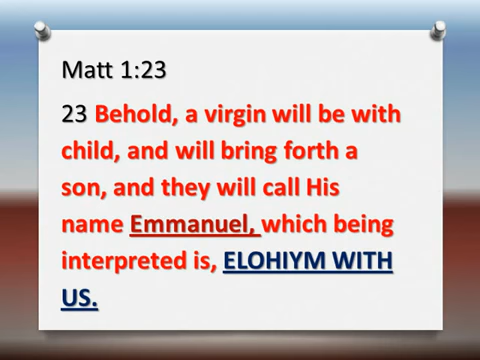 Matt 1:23
23 Behold, a virgin will be with
child, and will bring forth a
son, and they will call His
name Emmanuel, which being
interpreted is, ELOHIYM WITH
US.